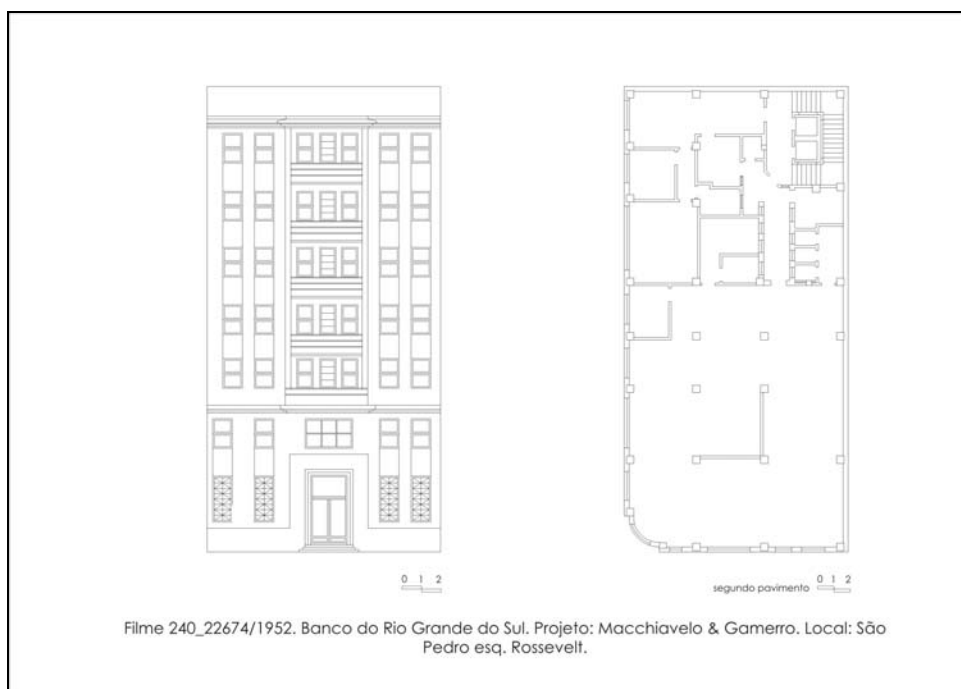 0 1 2
segundo pavimento 0 1 2
Filme 240_22674/1952. Banco do Rio Grande do Sul. Projeto: Macchiavelo & Gamerro. Local: São
Pedro esq. Rossevelt.